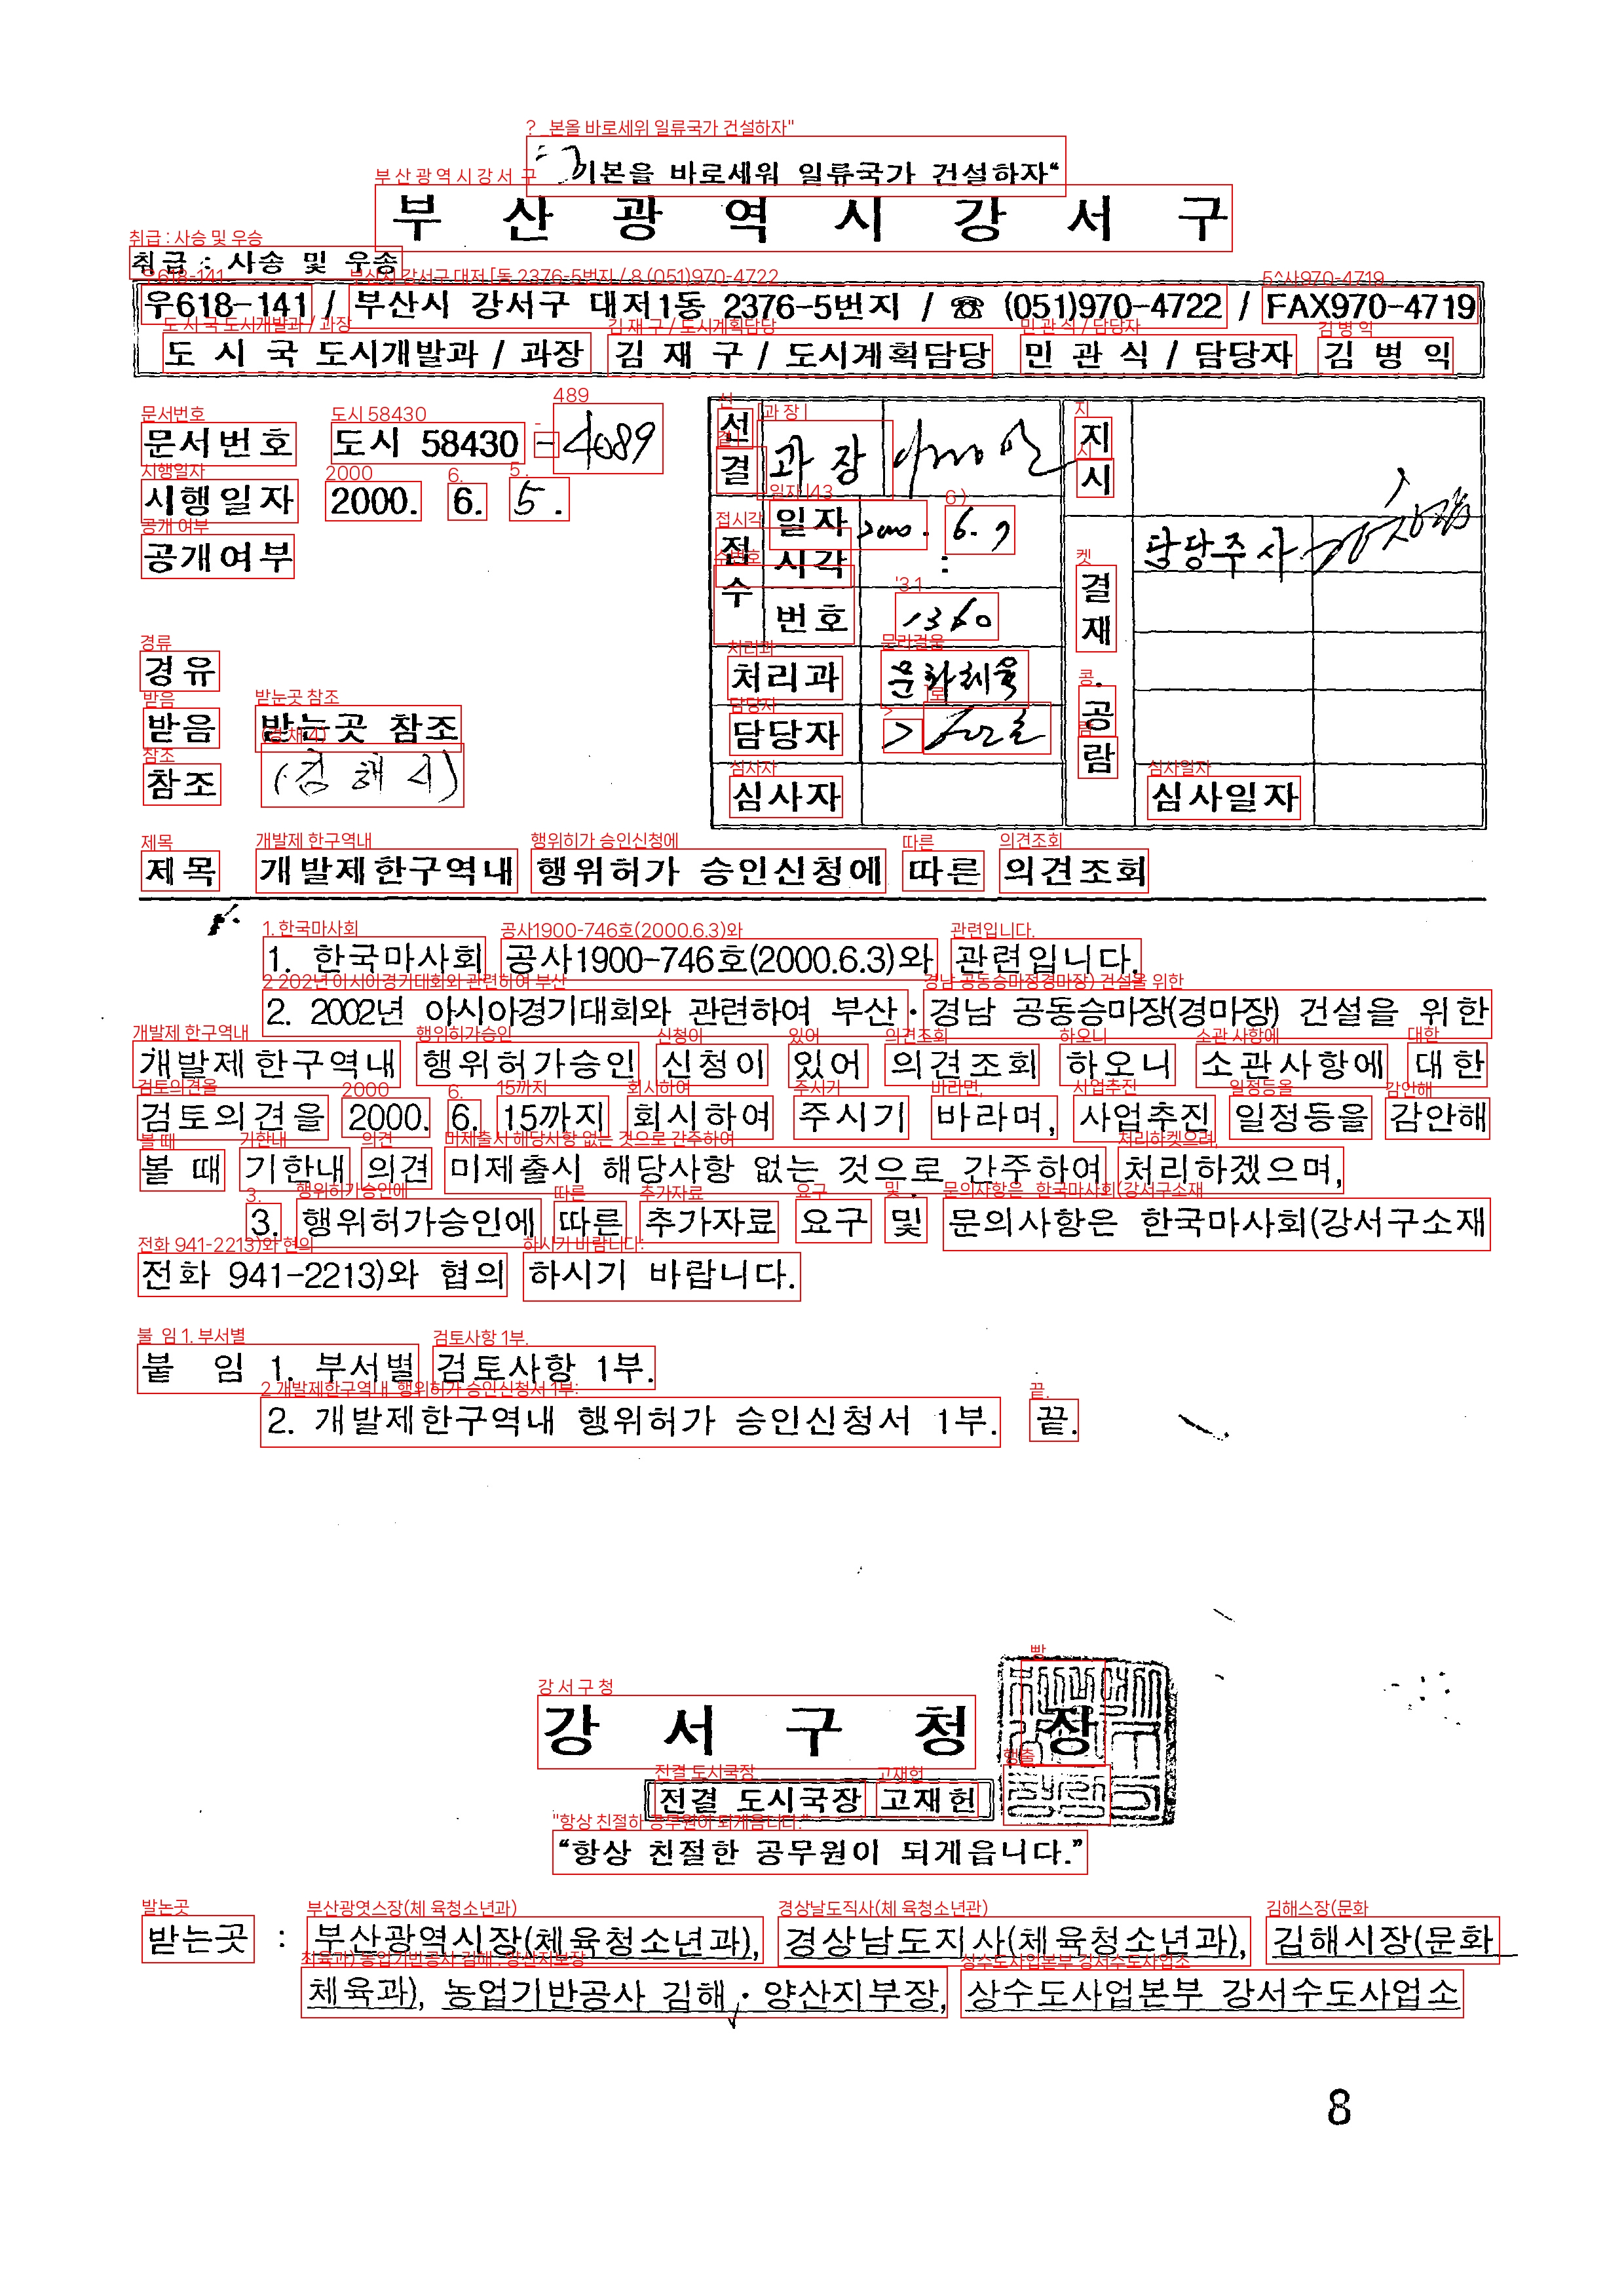 기본을 바로세워 일류국가 건설하자“
부 산 광 역 시 강 서 구
취급 : 사송 및 우송
우618-141 / 부산시 강서구 대저1동 2376-5번지 / ☎ (051)970-4722 / FAX970-4719
도 시 국 도시개발과 / 과장 김 재 구 / 도시계획담당 민 관 식 / 담당자 김 병 익
문서번호 도시 58430 - 4089
시행일자 2000. 6. 5.
공개여부
경유
받음 받는곳 참조
참조 (김해시)
선결 과장 지시
접수 일자 2000. 6. 7
시각 :
번호 1360
처리과 문화체육
담당자
심사자
결재 담당주사
공람
심사일자
제목 개발제한구역내 행위허가 승인신청에 따른 의견조회
1. 한국마사회 공사1900-746호(2000.6.3)와 관련입니다.
2. 2002년 아시아경기대회와 관련하여 부산·경남 공동승마장(경마장) 건설을 위한
개발제한구역내 행위허가승인 신청이 있어 의견조회 하오니 소관사항에 대한
검토의견을 2000. 6. 15까지 회시하여 주시기 바라며, 사업추진 일정등을 감안해
볼 때 기한내 의견 미제출시 해당사항 없는 것으로 간주하여 처리하겠으며,
3. 행위허가승인에 따른 추가자료 요구 및 문의사항은 한국마사회(강서구소재
전화 941-2213)와 협의 하시기 바랍니다.
붙 임 1. 부서별 검토사항 1부.
2. 개발제한구역내 행위허가 승인신청서 1부. 끝.
강 서 구 청 장
전결 도시국장 고재헌
“항상 친절한 공무원이 되게읍니다.”
받는곳 : 부산광역시장(체육청소년과), 경상남도지사(체육청소년과), 김해시장(문화
체육과), 농업기반공사 김해·양산지부장, 상수도사업본부 강서수도사업소
8